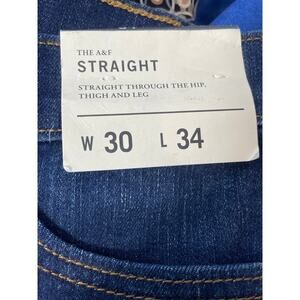 THE A&F
STRAIGHT
STRAIGHT THROUGH THE HIP,
THIGH AND LEG
W 30 L 34